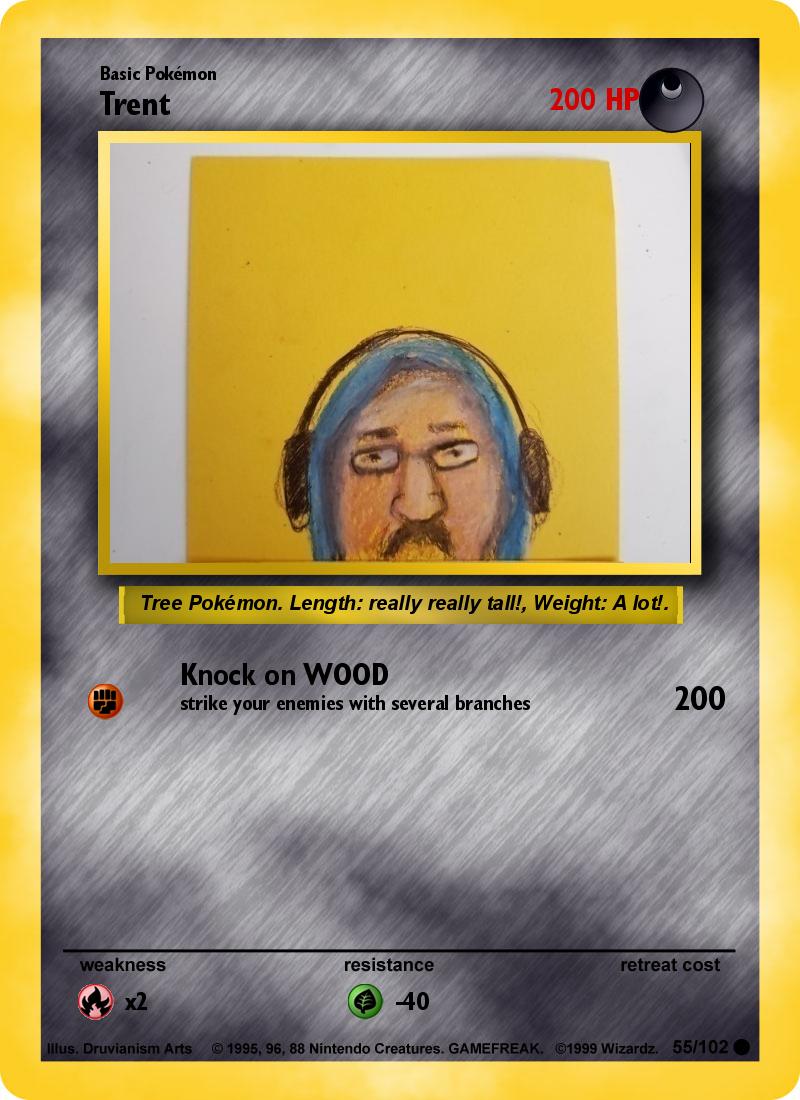 Basic Pokémon
Trent
200 HP
Tree Pokémon. Length: really really tall!, Weight: A lot!.
Knock on WOOD
strike your enemies with several branches
200
weakness
resistance
retreat cost
x2
-40
Illus. Druvianism Arts © 1995, 96, 88 Nintendo Creatures. GAMEFREAK. ©1999 Wizardz. 55/102